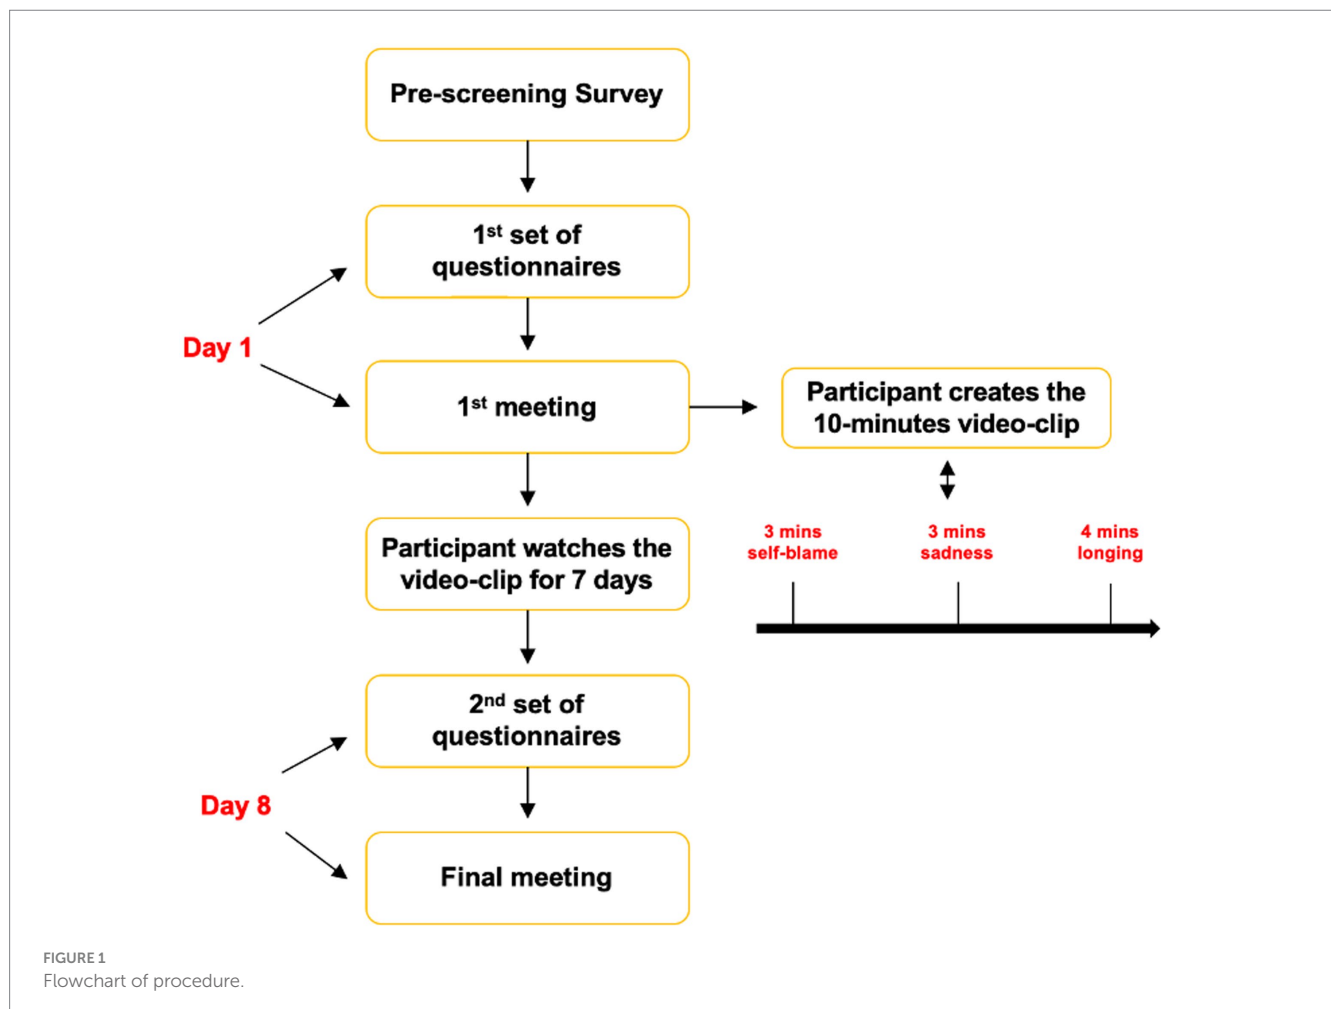 Pre-screening Survey
1st set of
questionnaires
Day 1
1st meeting
Participant creates the
10-minutes video-clip
3 mins
self-blame
3 mins
sadness
4 mins
longing
Participant watches the
video-clip for 7 days
2nd set of
questionnaires
Day 8
Final meeting
FIGURE 1
Flowchart of procedure.